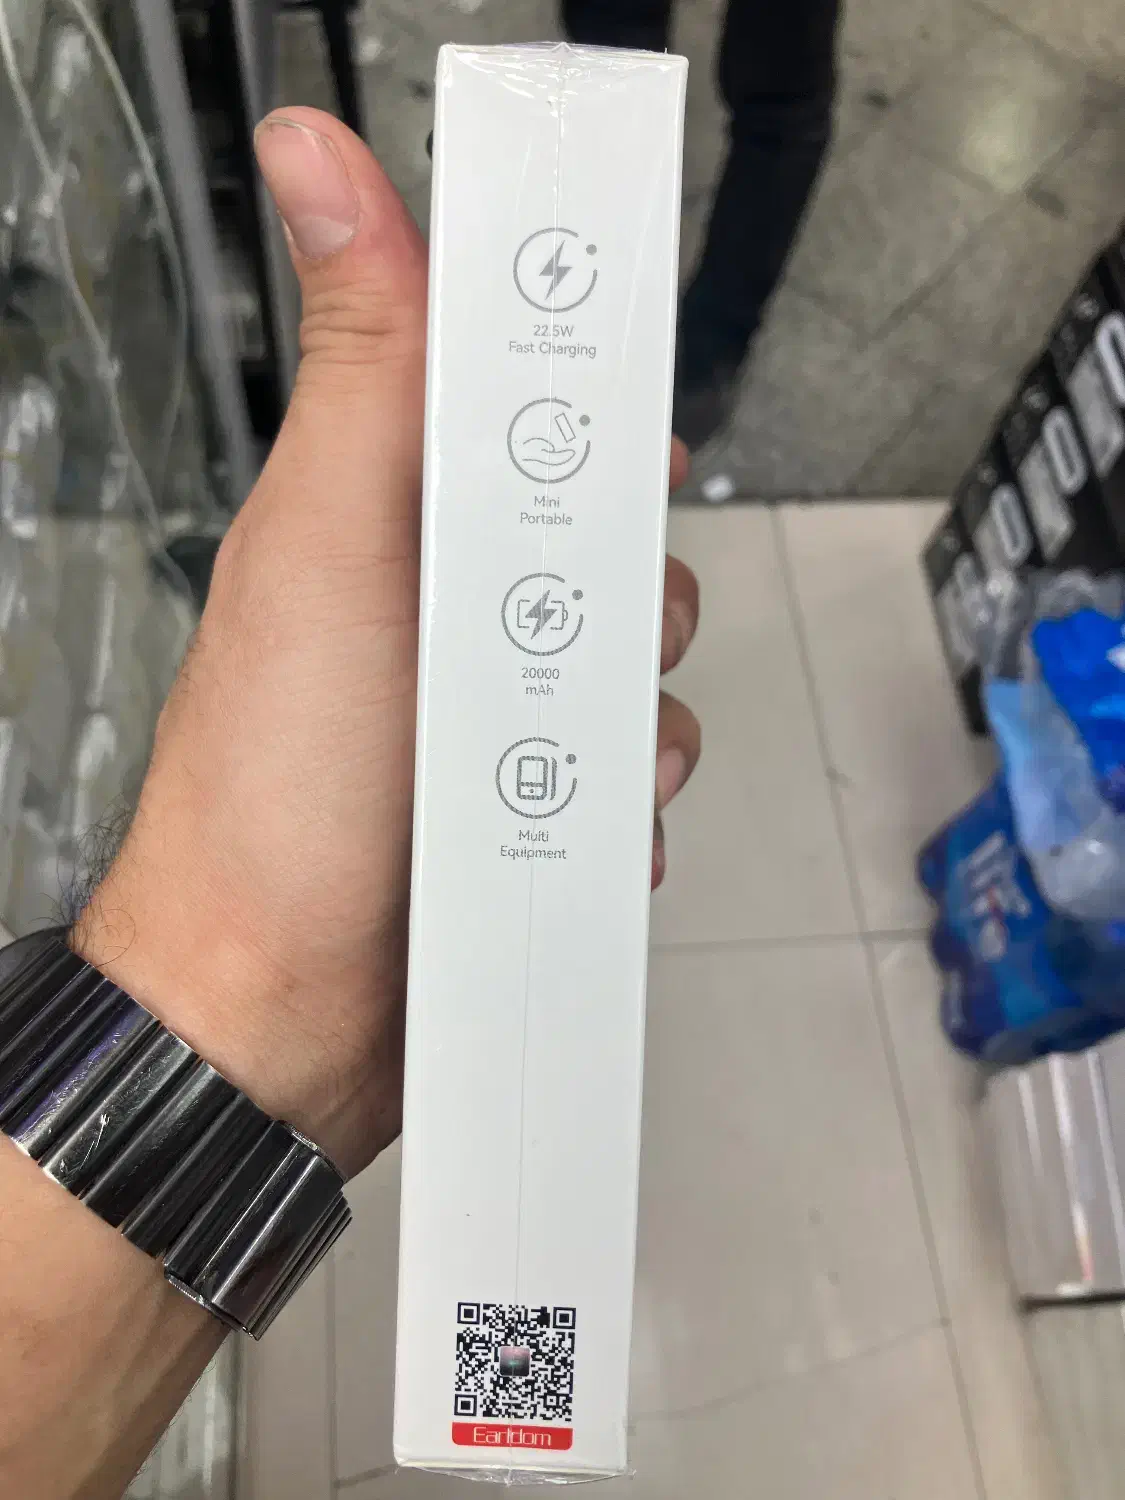 22.5W
Fast Charging
Mini
Portable
20000
mAh
Multi
Equipment
Earldom